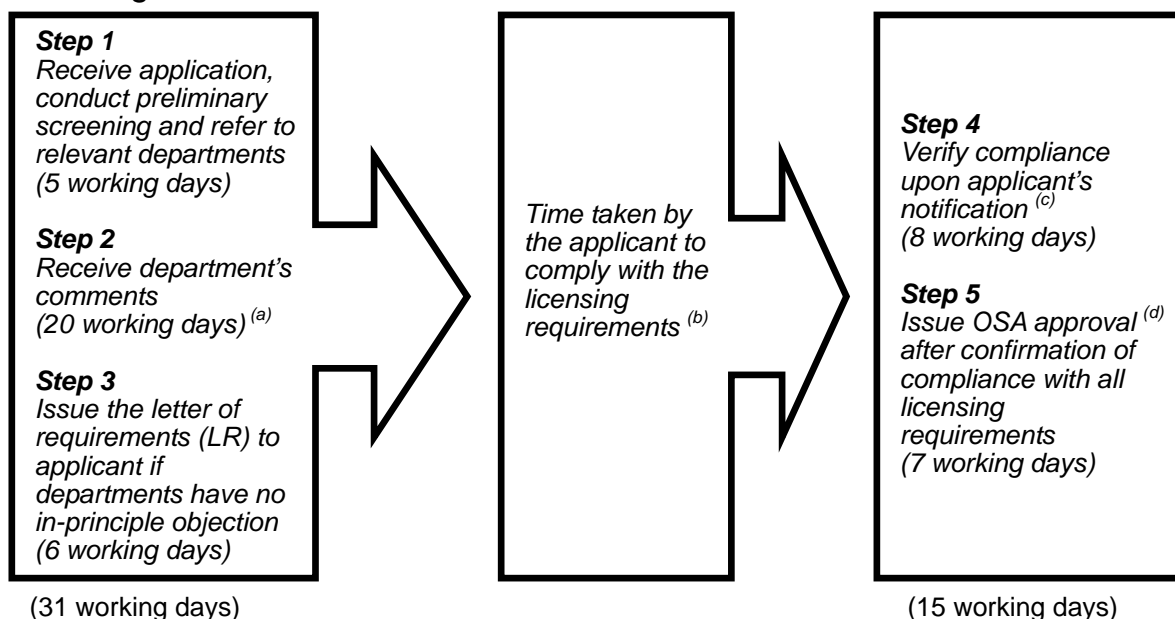 Step 1
Receive application,
conduct preliminary
screening and refer to
relevant departments
(5 working days)
Step 2
Receive department's
comments
(20 working days) (a)
Step 3
Issue the letter of
requirements (LR) to
applicant if
departments have no
in-principle objection
(6 working days)
(31 working days)
Time taken by
the applicant to
comply with the
licensing
requirements (b)
Step 4
Verify compliance
upon applicant's
notification (c)
(8 working days)
Step 5
Issue OSA approval (d)
after confirmation of
compliance with all
licensing
requirements
(7 working days)
(15 working days)